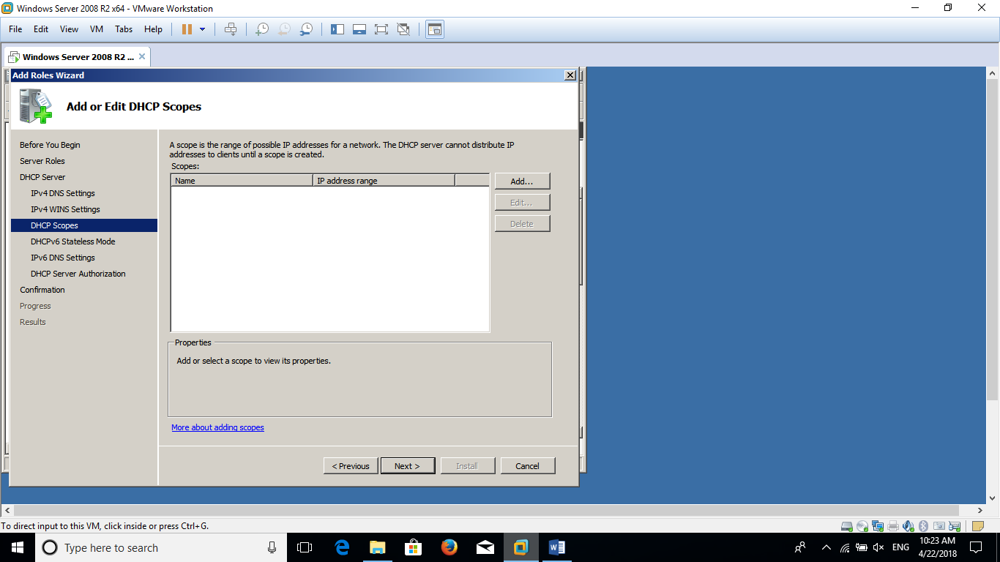 Windows Server 2008 R2 x64 - VMware Workstation
File Edit View VM Tabs Help
Windows Server 2008 R2 ...
Add Roles Wizard
Add or Edit DHCP Scopes
Before You Begin
Server Roles
DHCP Server
IPv4 DNS Settings
IPv4 WINS Settings
DHCP Scopes
DHCPv6 Stateless Mode
IPv6 DNS Settings
DHCP Server Authorization
Confirmation
Progress
Results
A scope is the range of possible IP addresses for a network. The DHCP server cannot distribute IP
addresses to clients until a scope is created.
Scopes:
Name IP address range
Add...
Edit...
Delete
Properties
Add or select a scope to view its properties.
More about adding scopes
< Previous Next > Install Cancel
To direct input to this VM, click inside or press Ctrl+G.
Type here to search
ENG
10:23 AM
4/22/2018